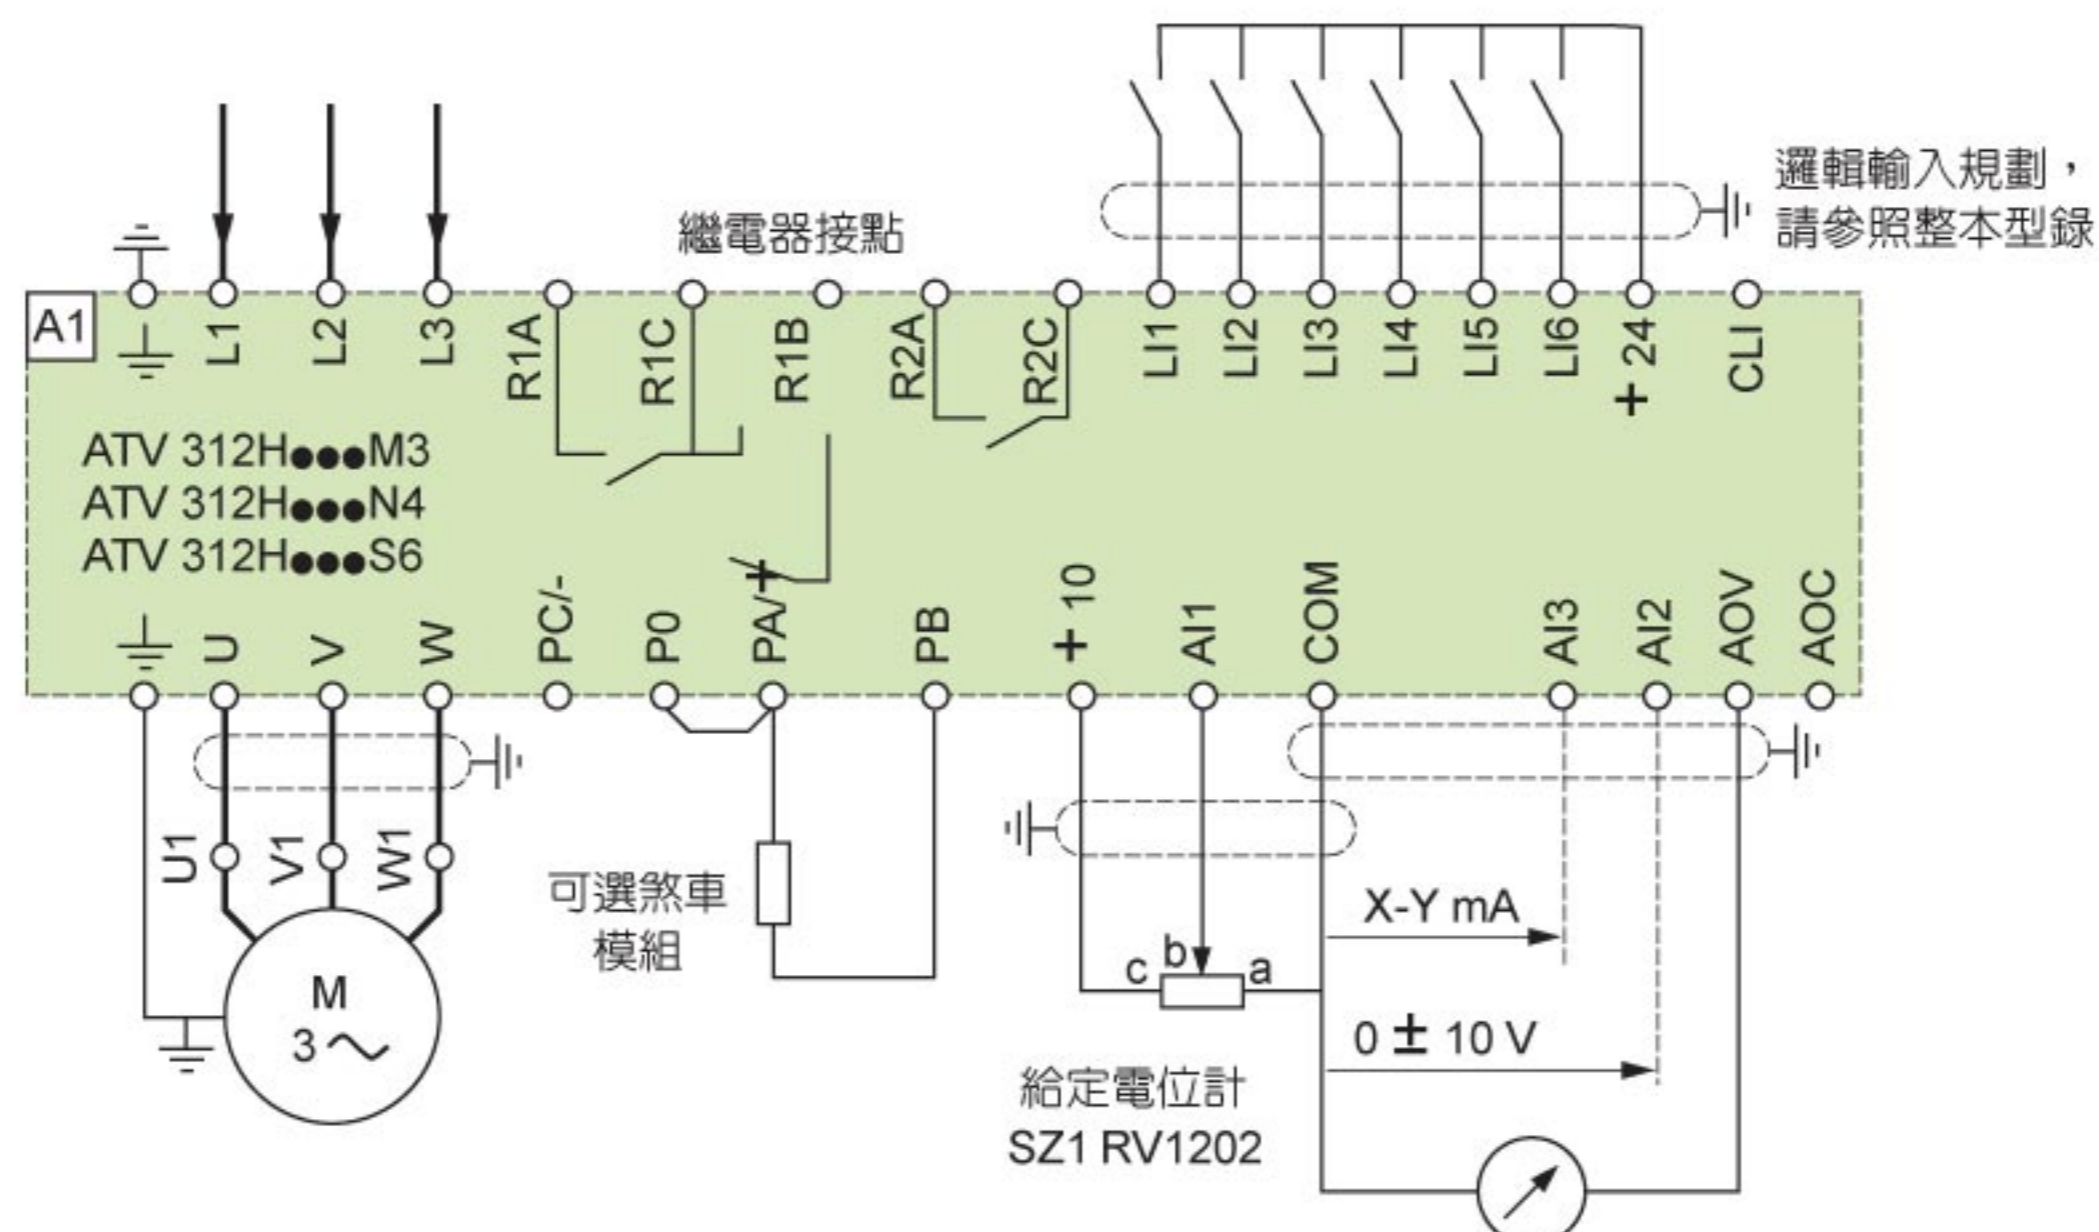 邏輯輸入規劃，
請參照整本型錄
繼電器接點
A1
L1
L2
L3
R1A
R1C
R1B
R2A
R2C
LI1
LI2
LI3
LI4
LI5
LI6
+ 24
CLI
ATV 312H●●●M3
ATV 312H●●●N4
ATV 312H●●●S6
U
V
W
PC/-
P0
PA/+
PB
+ 10
AI1
COM
AI3
AI2
AOV
AOC
U1
V1
W1
可選煞車
模組
X-Y mA
c
b
a
M
3
0 ± 10 V
給定電位計
SZ1 RV1202